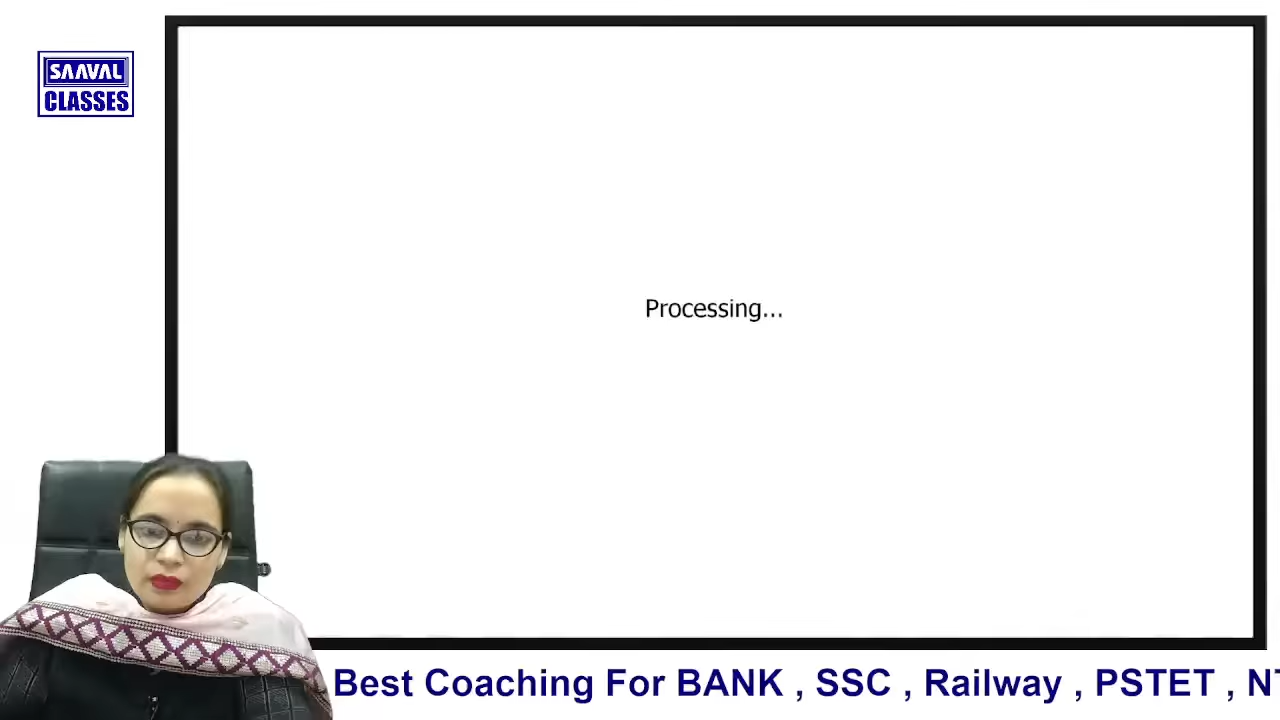 SAAVAL
CLASSES
Processing...
Best Coaching For BANK , SSC , Railway , PSTET ,